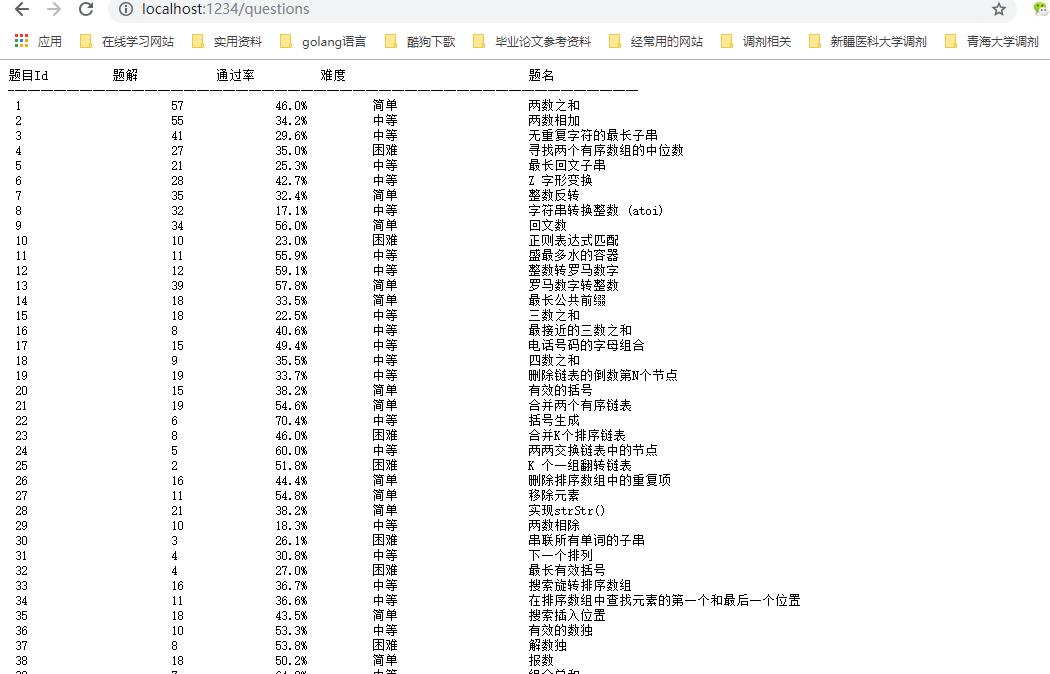 localhost:1234/questions
应用 在线学习网站 实用资料 golang语言 酷狗下歌 毕业论文参考资料 经常用的网站 调剂相关 新疆医科大学调剂 青海大学调剂
题目Id 题解 通过率 难度 题名
1 57 46.0% 简单 两数之和
2 55 34.2% 中等 两数相加
3 41 29.6% 中等 无重复字符的最长子串
4 27 35.0% 困难 寻找两个有序数组的中位数
5 21 25.3% 中等 最长回文子串
6 28 42.7% 中等 Z 字形变换
7 35 32.4% 简单 整数反转
8 32 17.1% 中等 字符串转换整数 (atoi)
9 34 56.0% 简单 回文数
10 10 23.0% 困难 正则表达式匹配
11 11 55.9% 中等 盛最多水的容器
12 12 59.1% 中等 整数转罗马数字
13 39 57.8% 简单 罗马数字转整数
14 18 33.5% 简单 最长公共前缀
15 18 22.5% 中等 三数之和
16 8 40.6% 中等 最接近的三数之和
17 15 49.4% 中等 电话号码的字母组合
18 9 35.5% 中等 四数之和
19 19 33.7% 中等 删除链表的倒数第N个节点
20 15 38.2% 简单 有效的括号
21 19 54.6% 简单 合并两个有序链表
22 6 70.4% 中等 括号生成
23 8 46.0% 困难 合并K个排序链表
24 5 60.0% 中等 两两交换链表中的节点
25 2 51.8% 困难 K 个一组翻转链表
26 16 44.4% 简单 删除排序数组中的重复项
27 11 54.8% 简单 移除元素
28 21 38.2% 简单 实现strStr()
29 10 18.3% 中等 两数相除
30 3 26.1% 困难 串联所有单词的子串
31 4 30.8% 中等 下一个排列
32 4 27.0% 困难 最长有效括号
33 16 36.7% 中等 搜索旋转排序数组
34 11 36.6% 中等 在排序数组中查找元素的第一个和最后一个位置
35 18 43.5% 简单 搜索插入位置
36 10 53.3% 中等 有效的数独
37 8 53.8% 困难 解数独
38 18 50.2% 简单 报数